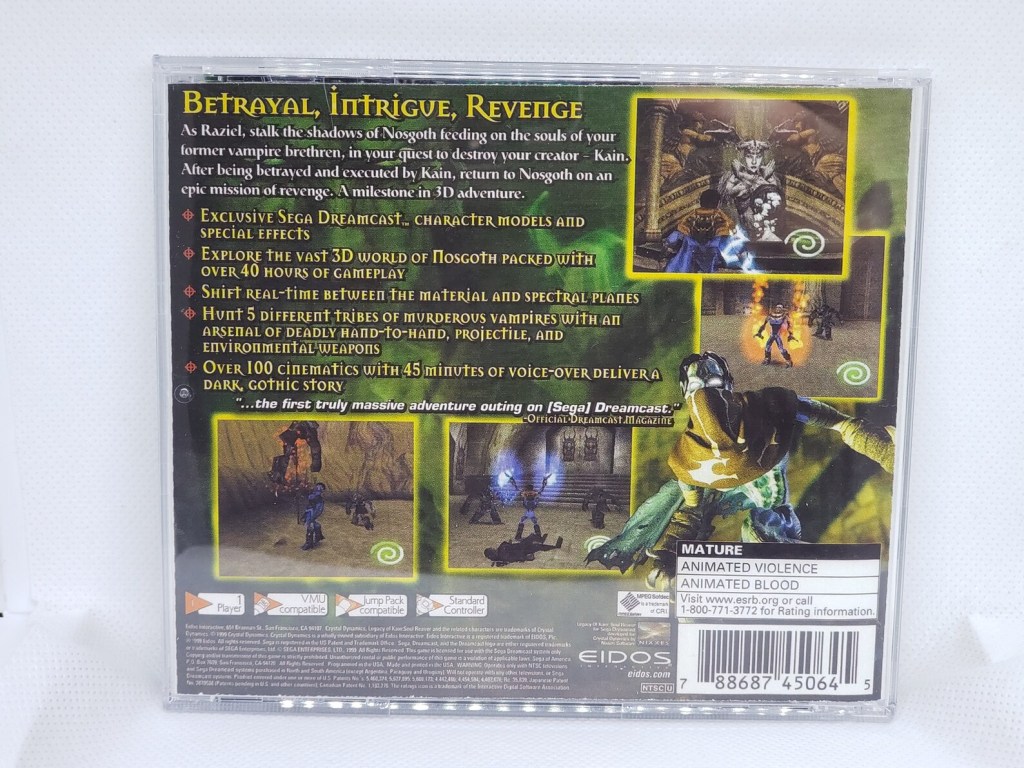 Betrayal, Intrigue, Revenge
As Raziel, stalk the shadows of Nosgoth feeding on the souls of your
former vampire brethren, in your quest to destroy your creator – Kain.
After being betrayed and executed by Kain, return to Nosgoth on an
epic mission of revenge. A milestone in 3D adventure.
Exclusive Sega Dreamcast™ character models and
special effects
Explore the vast 3D world of Nosgoth packed with
over 40 hours of gameplay
Shift real-time between the material and spectral planes
Hunt 5 different tribes of murderous vampires with an
arsenal of deadly hand-to-hand, projectile, and
environmental weapons
Over 100 cinematics with 45 minutes of voice-over deliver a
dark, gothic story
"...the first truly massive adventure outing on [Sega] Dreamcast."
-Official Dreamcast Magazine
MATURE
ANIMATED VIOLENCE
ANIMATED BLOOD
Visit www.esrb.org or call
1-800-771-3772 for Rating information.
1 Player
VMU compatible
Jump Pack compatible
Standard Controller
MPEG Sofdec
is a trademark
of CRI.
EIDOS
INTERACTIVE
eidos.com
NTSC U
7 88687 45064 5